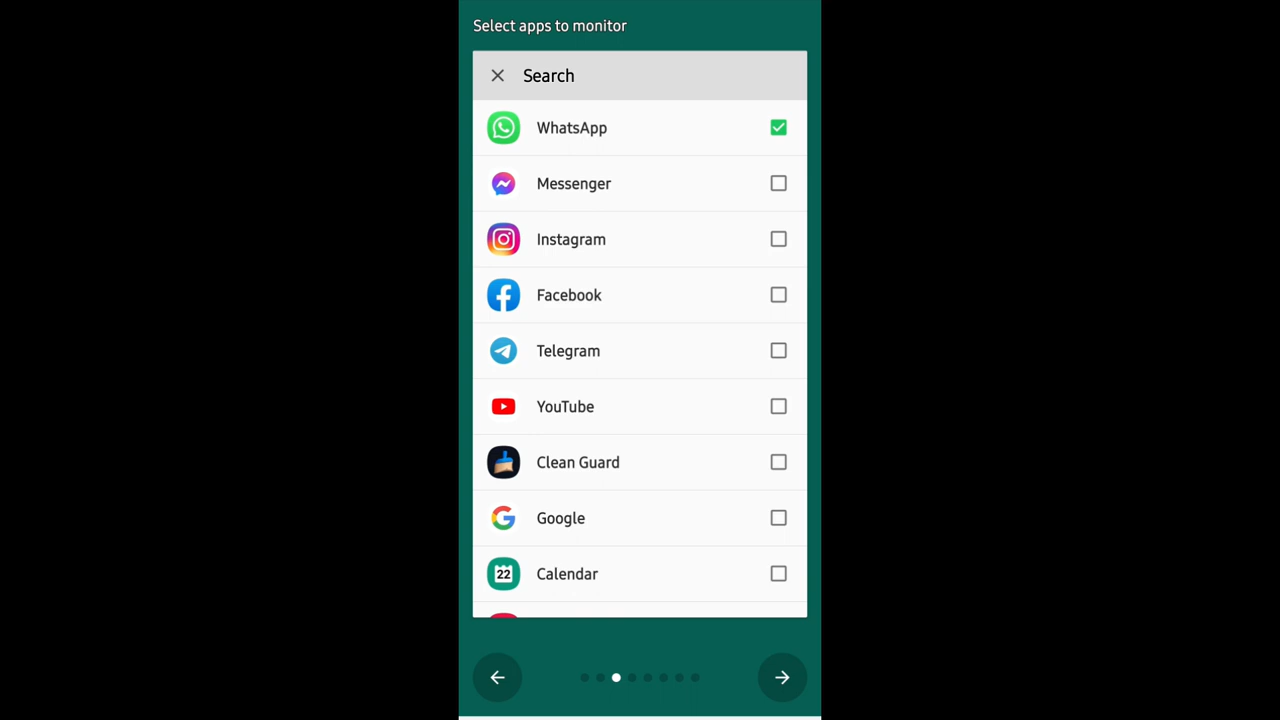 Select apps to monitor
Search
WhatsApp
Messenger
Instagram
Facebook
Telegram
YouTube
Clean Guard
Google
22
Calendar